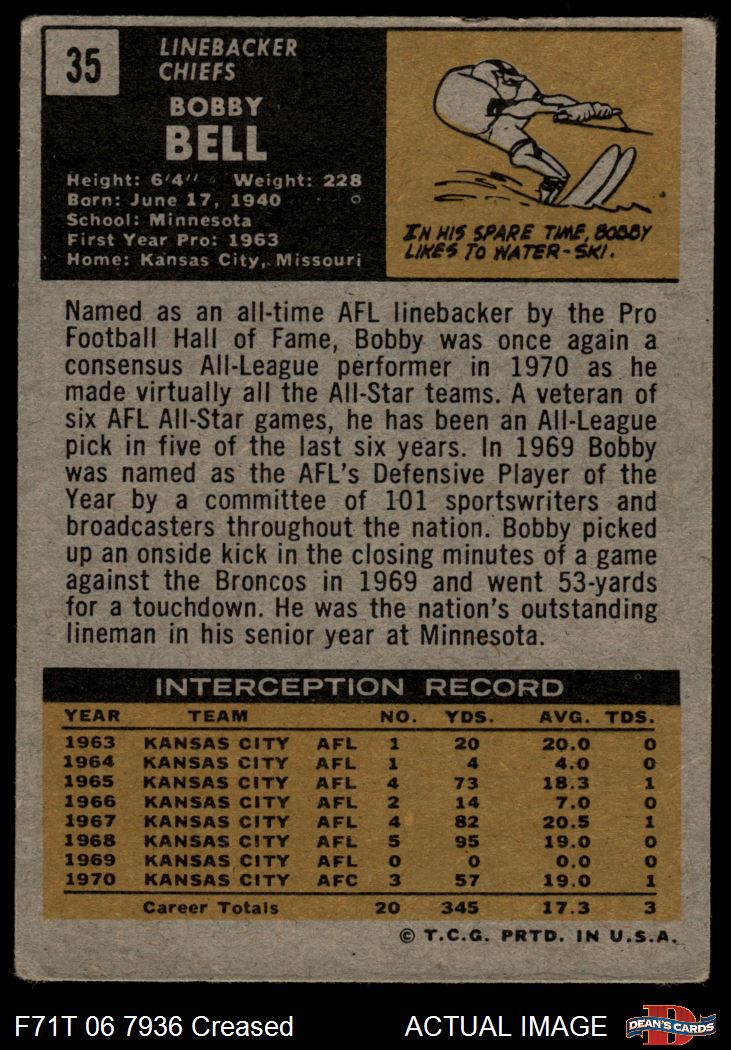 35
LINEBACKER
CHIEFS
BOBBY
BELL
Height: 6'4" Weight: 228
Born: June 17, 1940
School: Minnesota
First Year Pro: 1963
Home: Kansas City, Missouri
IN HIS SPARE TIME, BOBBY
LIKES TO WATER-SKI.
Named as an all-time AFL linebacker by the Pro
Football Hall of Fame, Bobby was once again a
consensus All-League performer in 1970 as he
made virtually all the All-Star teams. A veteran of
six AFL All-Star games, he has been an All-League
pick in five of the last six years. In 1969 Bobby
was named as the AFL's Defensive Player of the
Year by a committee of 101 sportswriters and
broadcasters throughout the nation. Bobby picked
up an onside kick in the closing minutes of a game
against the Broncos in 1969 and went 53-yards
for a touchdown. He was the nation's outstanding
lineman in his senior year at Minnesota.
INTERCEPTION RECORD
YEAR TEAM NO. YDS. AVG. TDS.
1963 KANSAS CITY AFL 1 20 20.0 0
1964 KANSAS CITY AFL 1 4 4.0 0
1965 KANSAS CITY AFL 4 73 18.3 1
1966 KANSAS CITY AFL 2 14 7.0 0
1967 KANSAS CITY AFL 4 82 20.5 1
1968 KANSAS CITY AFL 5 95 19.0 0
1969 KANSAS CITY AFL 0 0 0.0 0
1970 KANSAS CITY AFC 3 57 19.0 1
Career Totals 20 345 17.3 3
© T.C.G. PRTD. IN U.S.A.
F71T 06 7936 Creased ACTUAL IMAGE
D
DEAN'S CARDS